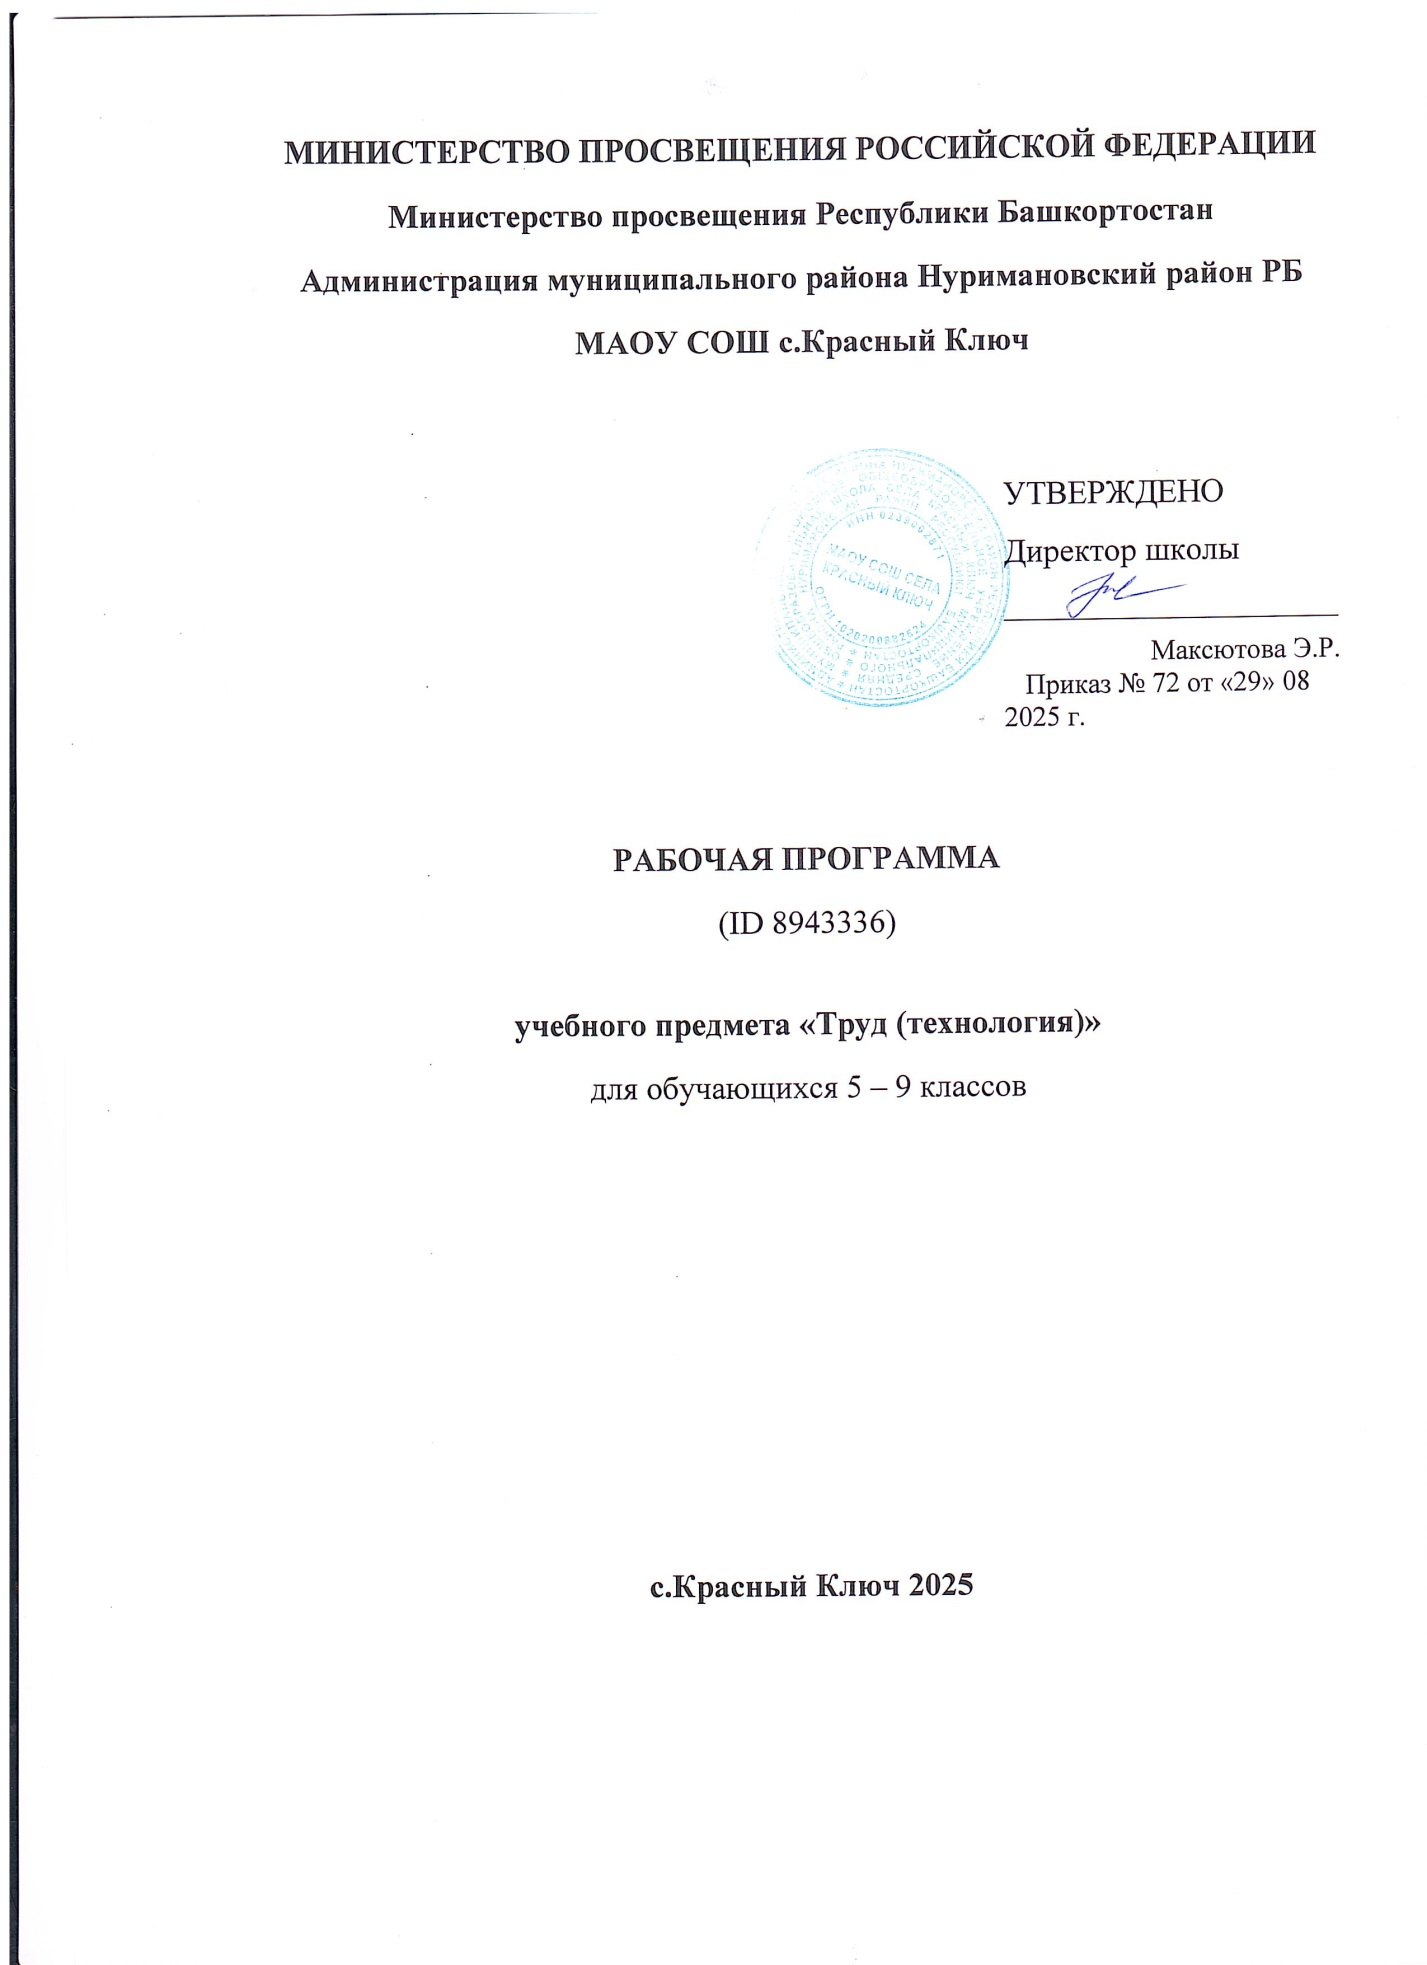 МИНИСТЕРСТВО ПРОСВЕЩЕНИЯ РОССИЙСКОЙ ФЕДЕРАЦИИ
Министерство просвещения Республики Башкортостан
Администрация муниципального района Нуримановский район РБ
МАОУ СОШ с.Красный Ключ
МАОУ СОШ СЕЛА
КРАСНЫЙ КЛЮЧ
УТВЕРЖДЕНО
Директор школы
Максютова Э.Р.
Приказ № 72 от «29» 08
2025 г.
РАБОЧАЯ ПРОГРАММА
(ID 8943336)
учебного предмета «Труд (технология)»
для обучающихся 5 – 9 классов
с.Красный Ключ 2025